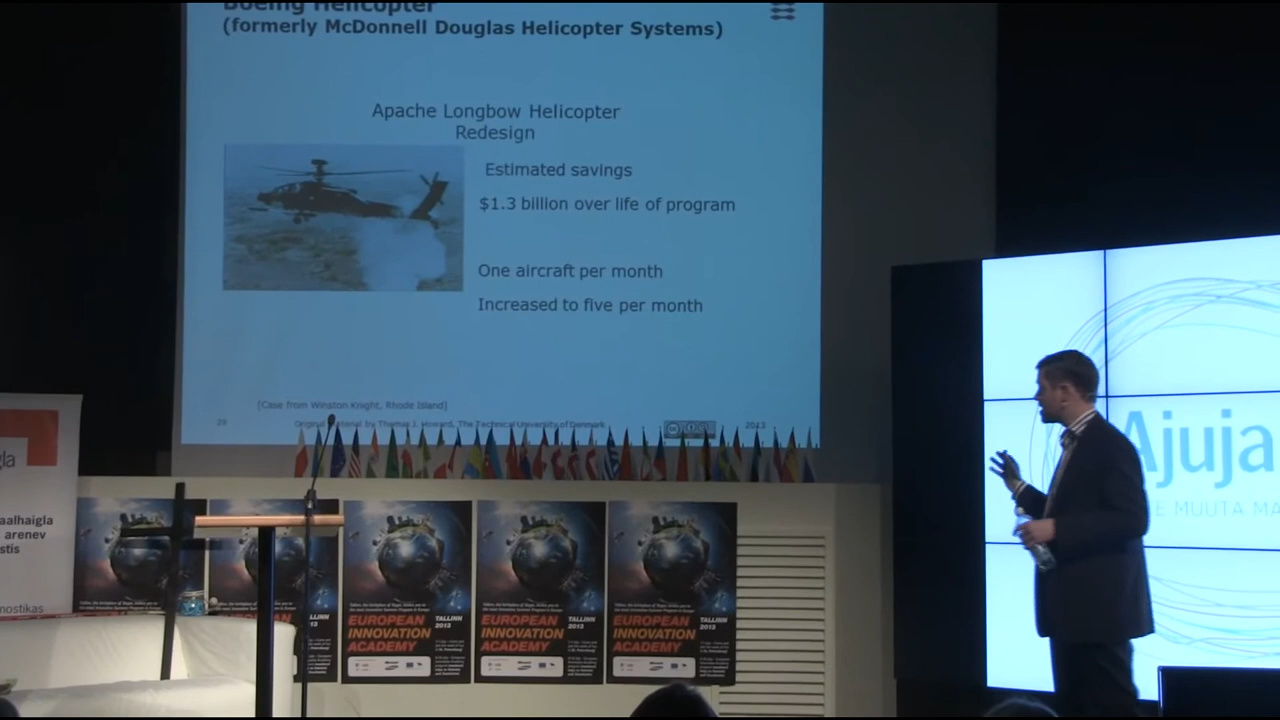 Boeing Helicopter
(formerly McDonnell Douglas Helicopter Systems)
Apache Longbow Helicopter
Redesign
Estimated savings
$1.3 billion over life of program
One aircraft per month
Increased to five per month
(Case from Winston Knight, Rhode Island)
29
Original material by Thomas J. Howard, The Technical University of Denmark
2013
Ajuja
E MUUTA MA
gla
aalhaigla
arenev
stis
nostikas
TALLINN
EUROPEAN
INNOVATION
ACADEMY
TALLINN
2013
EUROPEAN
INNOVATION
ACADEMY
TALLINN
2013
EUROPEAN
INNOVATION
ACADEMY
TALLINN
2013